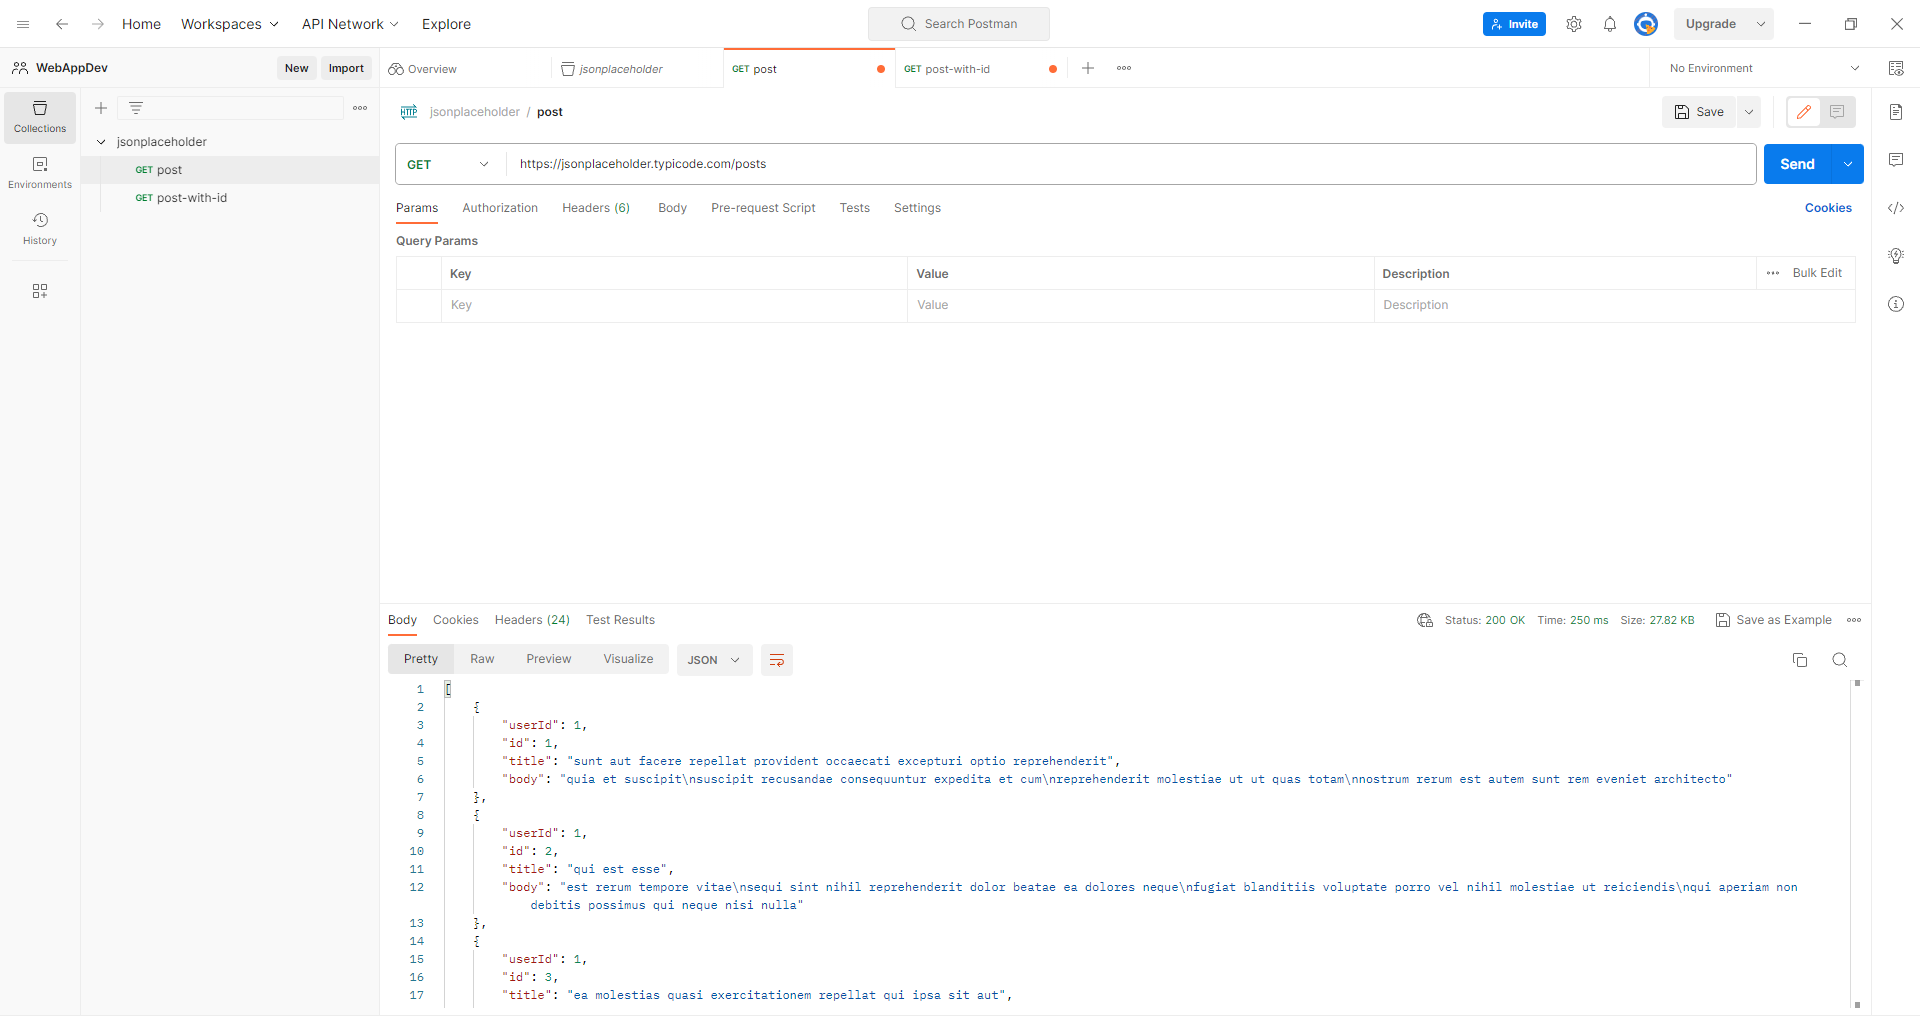 Home Workspaces API Network Explore Search Postman Invite Upgrade
WebAppDev New Import Overview jsonplaceholder GET post GET post-with-id No Environment
Collections
Environments
History
jsonplaceholder
GET post
GET post-with-id
HTTP jsonplaceholder / post Save
GET https://jsonplaceholder.typicode.com/posts Send
Params Authorization Headers (6) Body Pre-request Script Tests Settings Cookies
Query Params
Key Value Description Bulk Edit
Key Value Description
Body Cookies Headers (24) Test Results Status: 200 OK Time: 250 ms Size: 27.82 KB Save as Example
Pretty Raw Preview Visualize JSON
1 [
2 {
3 "userId": 1,
4 "id": 1,
5 "title": "sunt aut facere repellat provident occaecati excepturi optio reprehenderit",
6 "body": "quia et suscipit\nsuscipit recusandae consequuntur expedita et cum\nreprehenderit molestiae ut ut quas totam\nnostrum rerum est autem sunt rem eveniet architecto"
7 },
8 {
9 "userId": 1,
10 "id": 2,
11 "title": "qui est esse",
12 "body": "est rerum tempore vitae\nsequi sint nihil reprehenderit dolor beatae ea dolores neque\nfugiat blanditiis voluptate porro vel nihil molestiae ut reiciendis\nqui aperiam non
debitis possimus qui neque nisi nulla"
13 },
14 {
15 "userId": 1,
16 "id": 3,
17 "title": "ea molestias quasi exercitationem repellat qui ipsa sit aut",